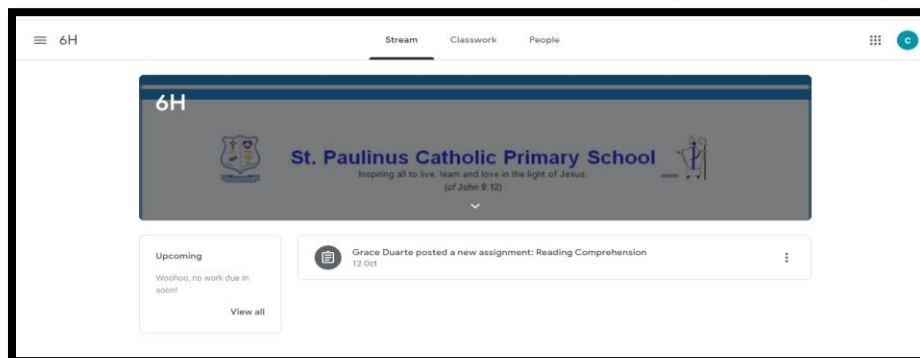 6H
Stream Classwork People
C
6H
St. Paulinus Catholic Primary School
Inspiring all to live, learn and love in the light of Jesus.
(cf John 8:12)
Upcoming
Woohoo, no work due in
soon!
View all
Grace Duarte posted a new assignment: Reading Comprehension
12 Oct